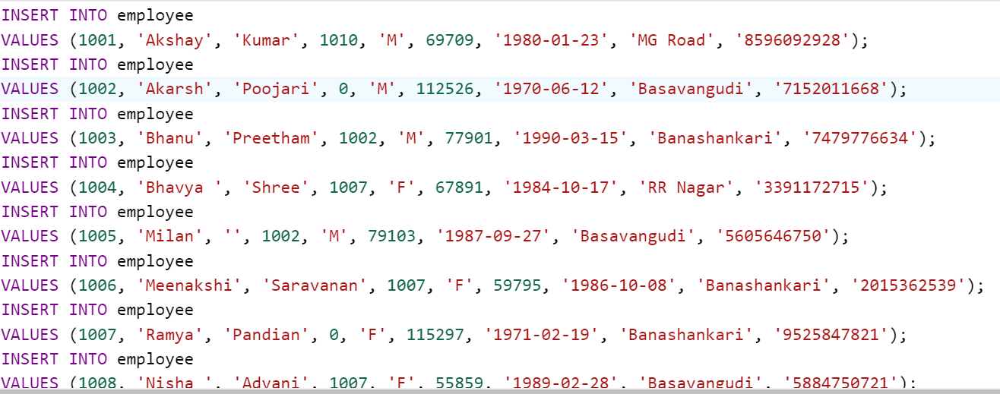 INSERT INTO employee
VALUES (1001, 'Akshay', 'Kumar', 1010, 'M', 69709, '1980-01-23', 'MG Road', '8596092928');
INSERT INTO employee
VALUES (1002, 'Akarsh', 'Poojari', 0, 'M', 112526, '1970-06-12', 'Basavangudi', '7152011668');
INSERT INTO employee
VALUES (1003, 'Bhanu', 'Preetham', 1002, 'M', 77901, '1990-03-15', 'Banashankari', '7479776634');
INSERT INTO employee
VALUES (1004, 'Bhavya ', 'Shree', 1007, 'F', 67891, '1984-10-17', 'RR Nagar', '3391172715');
INSERT INTO employee
VALUES (1005, 'Milan', '', 1002, 'M', 79103, '1987-09-27', 'Basavangudi', '5605646750');
INSERT INTO employee
VALUES (1006, 'Meenakshi', 'Saravanan', 1007, 'F', 59795, '1986-10-08', 'Banashankari', '2015362539');
INSERT INTO employee
VALUES (1007, 'Ramya', 'Pandian', 0, 'F', 115297, '1971-02-19', 'Banashankari', '9525847821');
INSERT INTO employee
VALUES (1008, 'Nisha ', 'Advani', 1007, 'F', 55859, '1989-02-28', 'Basavangudi', '5884750721');